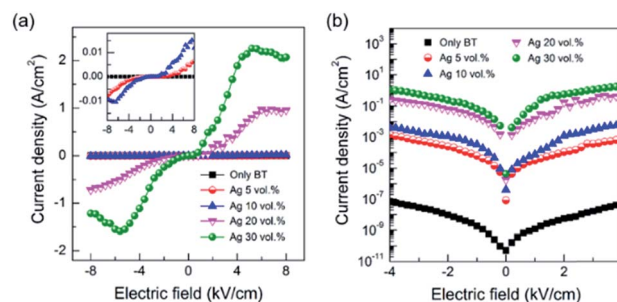 (a)
Current density (A/cm²)
2
1
0
-1
-2
0.01
0.00
-0.01
-8 -4 0 4 8
Only BT
Ag 5 vol.%
Ag 10 vol.%
Ag 20 vol.%
Ag 30 vol.%
-8 -4 0 4 8
Electric field (kV/cm)
(b)
Current density (A/cm²)
10⁵
10³
10¹
10⁻¹
10⁻³
10⁻⁵
10⁻⁷
10⁻⁹
10⁻¹¹
Only BT Ag 20 vol.%
Ag 5 vol.% Ag 30 vol.%
Ag 10 vol.%
-4 -2 0 2 4
Electric field (kV/cm)